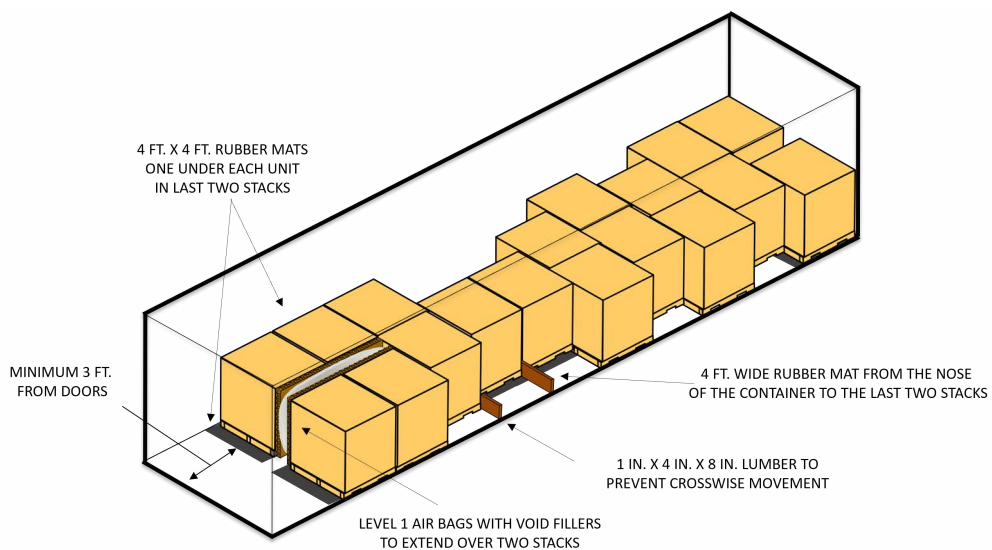 4 FT. X 4 FT. RUBBER MATS
ONE UNDER EACH UNIT
IN LAST TWO STACKS
MINIMUM 3 FT.
FROM DOORS
4 FT. WIDE RUBBER MAT FROM THE NOSE
OF THE CONTAINER TO THE LAST TWO STACKS
1 IN. X 4 IN. X 8 IN. LUMBER TO
PREVENT CROSSWISE MOVEMENT
LEVEL 1 AIR BAGS WITH VOID FILLERS
TO EXTEND OVER TWO STACKS